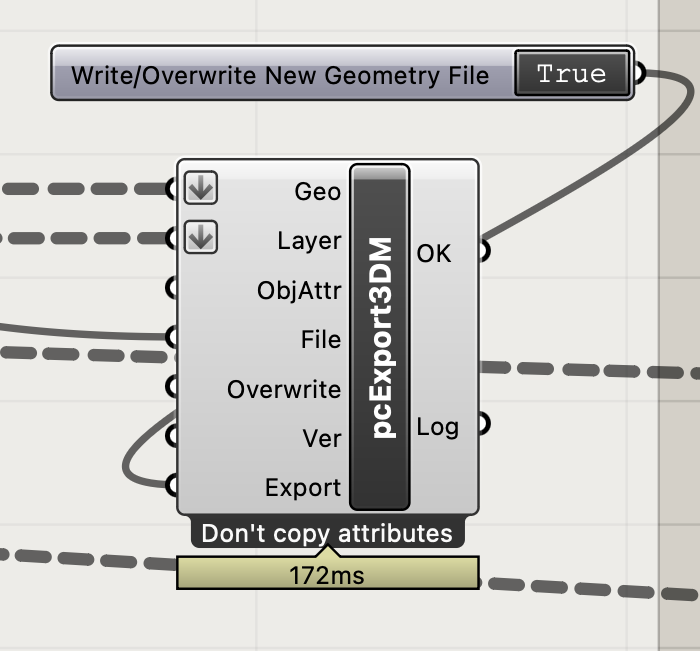 Write/Overwrite New Geometry File True
Geo
Layer
ObjAttr
File
Overwrite
Ver
Export
pcExport3DM
OK
Log
Don't copy attributes
172ms